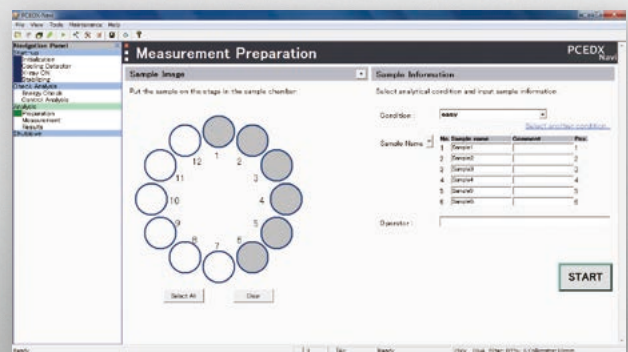 PCEDX-Navi
File View Tools Maintenance Help
Navigation Panel
Start-up
Initialization
Cooling Detector
X-ray ON
Stabilizing
Check Analysis
Energy Check
Control Analysis
Analysis
Preparation
Measurement
Results
Shutdown
Measurement Preparation
PCEDX
Navi
Sample Image
Put the sample on the stage in the sample chamber.
1
2
3
4
5
6
7
8
9
10
11
12
Select All
Clear
Sample Information
Select analytical condition and input sample information
Condition :
easy
Select another condition...
Sample Name
No. Sample name Comment Pos.
1 Sample1 1
2 Sample2 2
3 Sample3 3
4 Sample4 4
5 Sample5 5
6 Sample6 6
Operator :
START
Ready
Ready